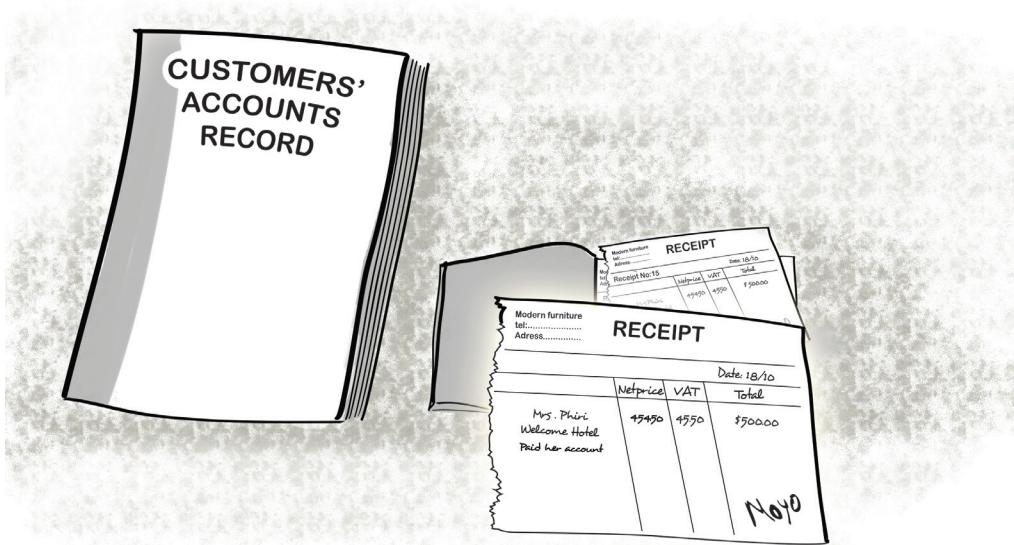 CUSTOMERS'
ACCOUNTS
RECORD
Modern furniture
tel:..............
Adress..............
RECEIPT
Receipt No:15
Date: 18/10
Netprice VAT Total
45450 4550 $500.00
Modern furniture
tel:......................
Adress...............
RECEIPT
Date: 18/10
Netprice VAT Total
Mrs. Phiri 45450 4550 $500.00
Welcome Hotel
Paid her account
Moyo